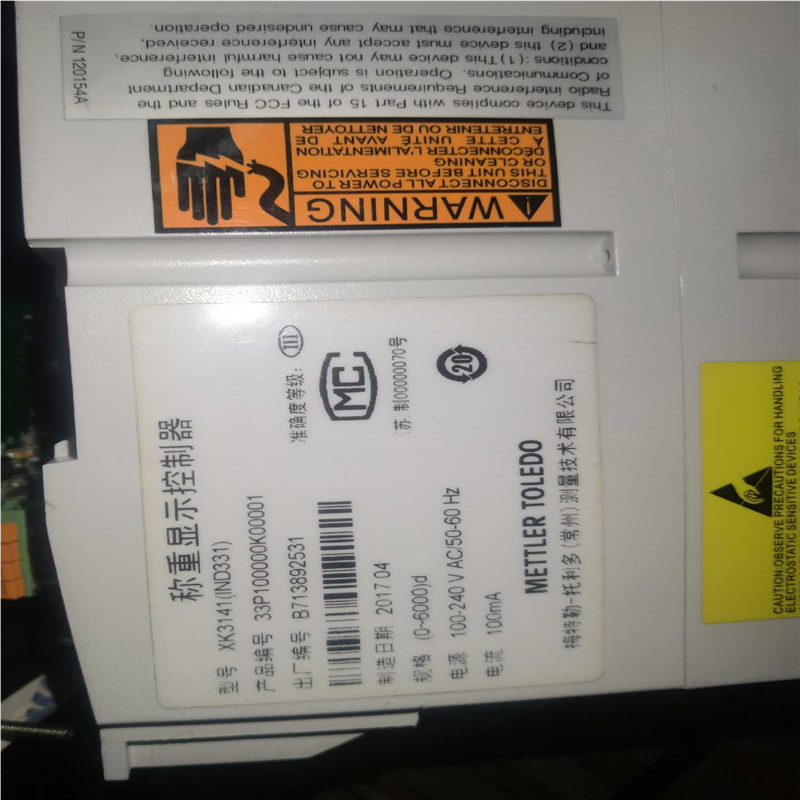 This device complies with Part 15 of the FCC Rules and the
Radio Interference Requirements of the Canadian Department
of Communications. Operation is subject to the following
conditions :(1)This device may not cause harmful interference,
and (2) this device must accept any interference received,
including interference that may cause undesired operation.
P/N 120154A
WARNING
DISCONNECT ALL POWER TO
THIS UNIT BEFORE SERVICING
OR CLEANING
DÉCONNECTER L'ALIMENTATION
À CETTE UNITÉ AVANT DE
ENTRETENIR OU DE NETTOYER
称重显示控制器
型号 XK3141(IND331)
准确度等级: III
产品编号 33P100000K00001
出厂编号 B713892531
MC
制造日期 2017.04
苏制00000070号
规格 (0~6000)d
电源 100-240 V AC/50-60 Hz
20
电流 100mA
METTLER TOLEDO
梅特勒-托利多(常州)测量技术有限公司
CAUTION:OBSERVE PRECAUTIONS FOR HANDLING
ELECTROSTATIC SENSITIVE DEVICES